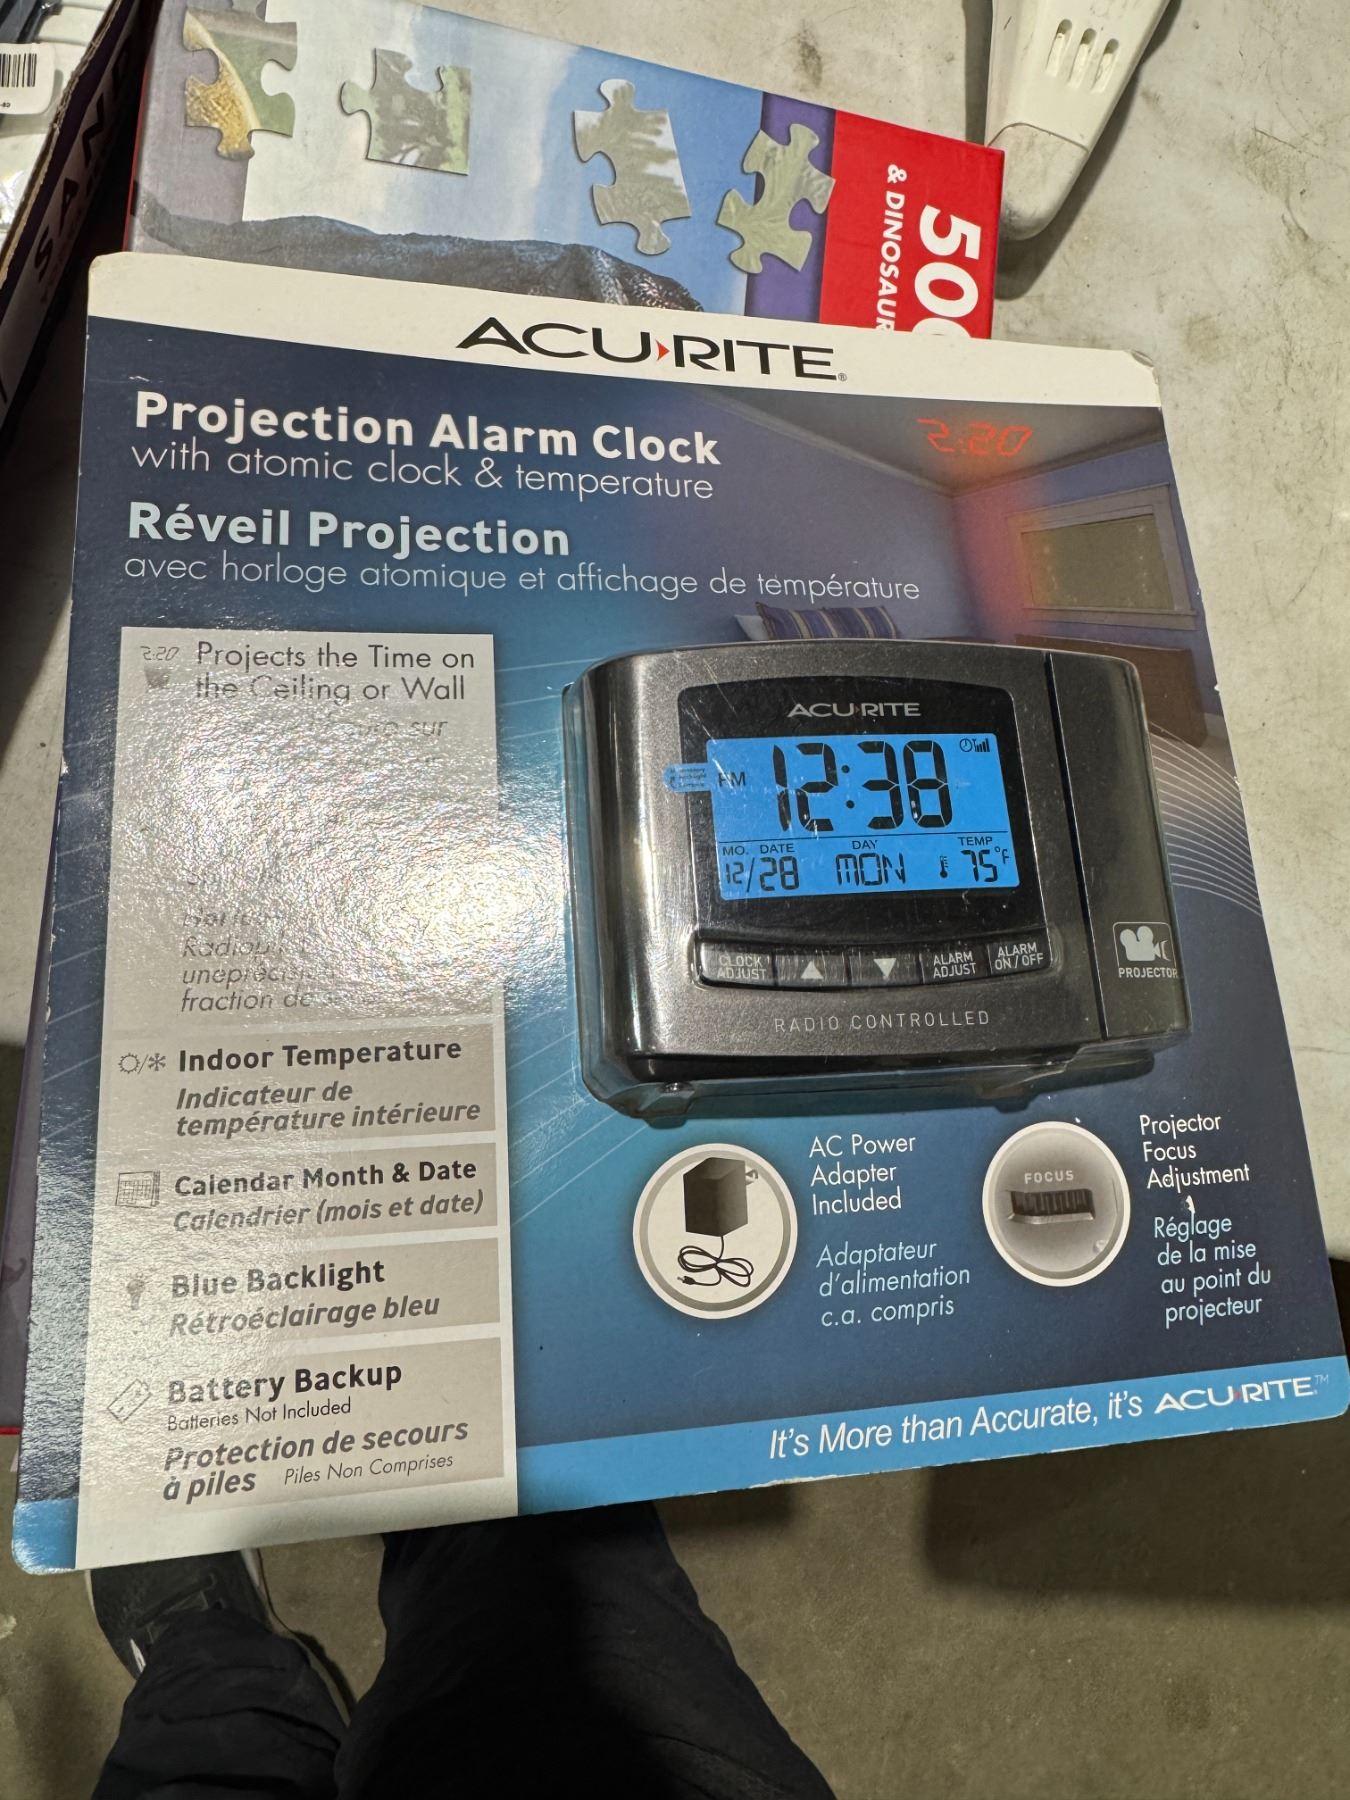 & DINOSAUR
ACURITE®
Projection Alarm Clock
with atomic clock & temperature
Réveil Projection
avec horloge atomique et affichage de température
2:20
2:20 Projects the Time on
the Ceiling or Wall
sur
Radio
fraction de
Indoor Temperature
Indicateur de
température intérieure
Calendar Month & Date
Calendrier (mois et date)
Blue Backlight
Rétroéclairage bleu
Battery Backup
Batteries Not Included
Protection de secours
à piles Piles Non Comprises
ACURITE
PM 12:38
MO. DATE DAY TEMP
12/28 MON 75°F
CLOCK
ADJUST
ALARM
ADJUST
ALARM
ON / OFF
PROJECTOR
RADIO CONTROLLED
AC Power
Adapter
Included
Adaptateur
d'alimentation
c.a. compris
FOCUS
Projector
Focus
Adjustment
Réglage
de la mise
au point du
projecteur
It's More than Accurate, it's ACURITE™